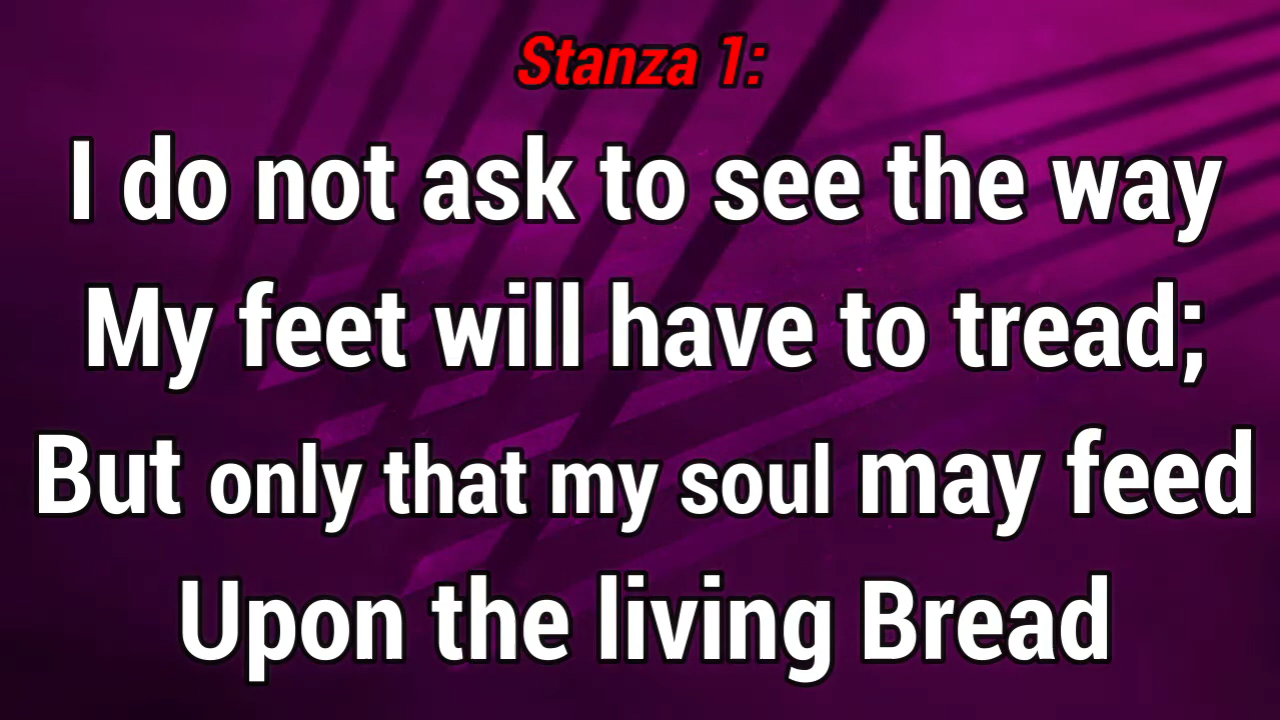 Stanza 1:
I do not ask to see the way
My feet will have to tread;
But only that my soul may feed
Upon the living Bread